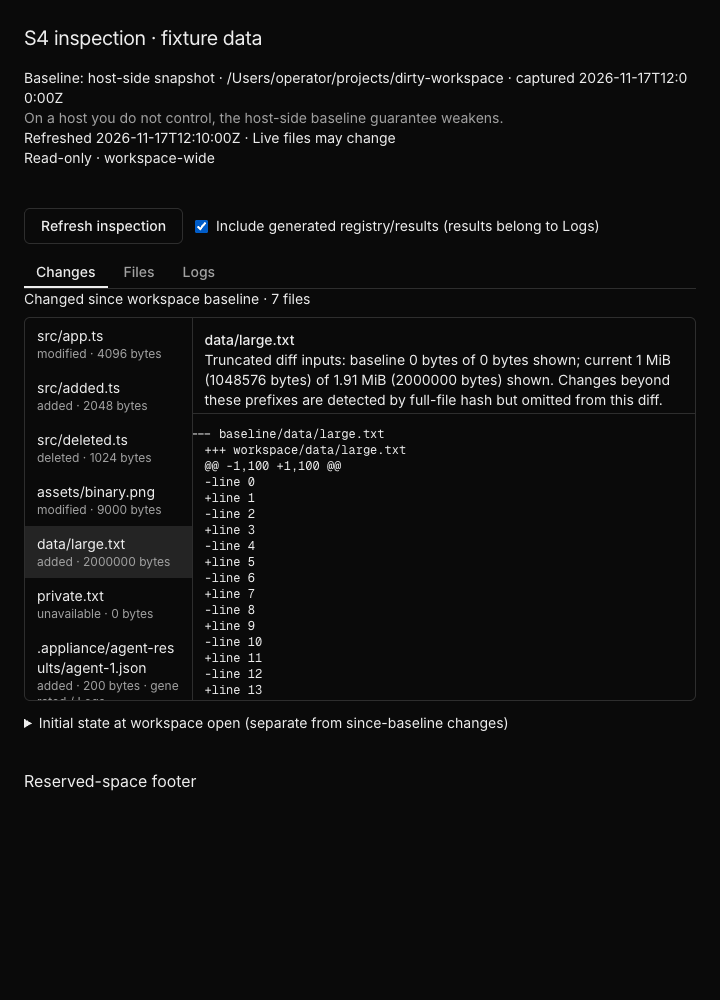 S4 inspection · fixture data
Baseline: host-side snapshot · /Users/operator/projects/dirty-workspace · captured 2026-11-17T12:0
0:00Z
On a host you do not control, the host-side baseline guarantee weakens.
Refreshed 2026-11-17T12:10:00Z · Live files may change
Read-only · workspace-wide
Refresh inspection
Include generated registry/results (results belong to Logs)
Changes Files Logs
Changed since workspace baseline · 7 files
src/app.ts
modified · 4096 bytes
src/added.ts
added · 2048 bytes
src/deleted.ts
deleted · 1024 bytes
assets/binary.png
modified · 9000 bytes
data/large.txt
added · 2000000 bytes
private.txt
unavailable · 0 bytes
.appliance/agent-res
ults/agent-1.json
added · 200 bytes · gene
rated / Logs
data/large.txt
Truncated diff inputs: baseline 0 bytes of 0 bytes shown; current 1 MiB
(1048576 bytes) of 1.91 MiB (2000000 bytes) shown. Changes beyond
these prefixes are detected by full-file hash but omitted from this diff.
--- baseline/data/large.txt
+++ workspace/data/large.txt
@@ -1,100 +1,100 @@
-line 0
+line 1
-line 2
+line 3
-line 4
+line 5
-line 6
+line 7
-line 8
+line 9
-line 10
+line 11
-line 12
+line 13
Initial state at workspace open (separate from since-baseline changes)
Reserved-space footer